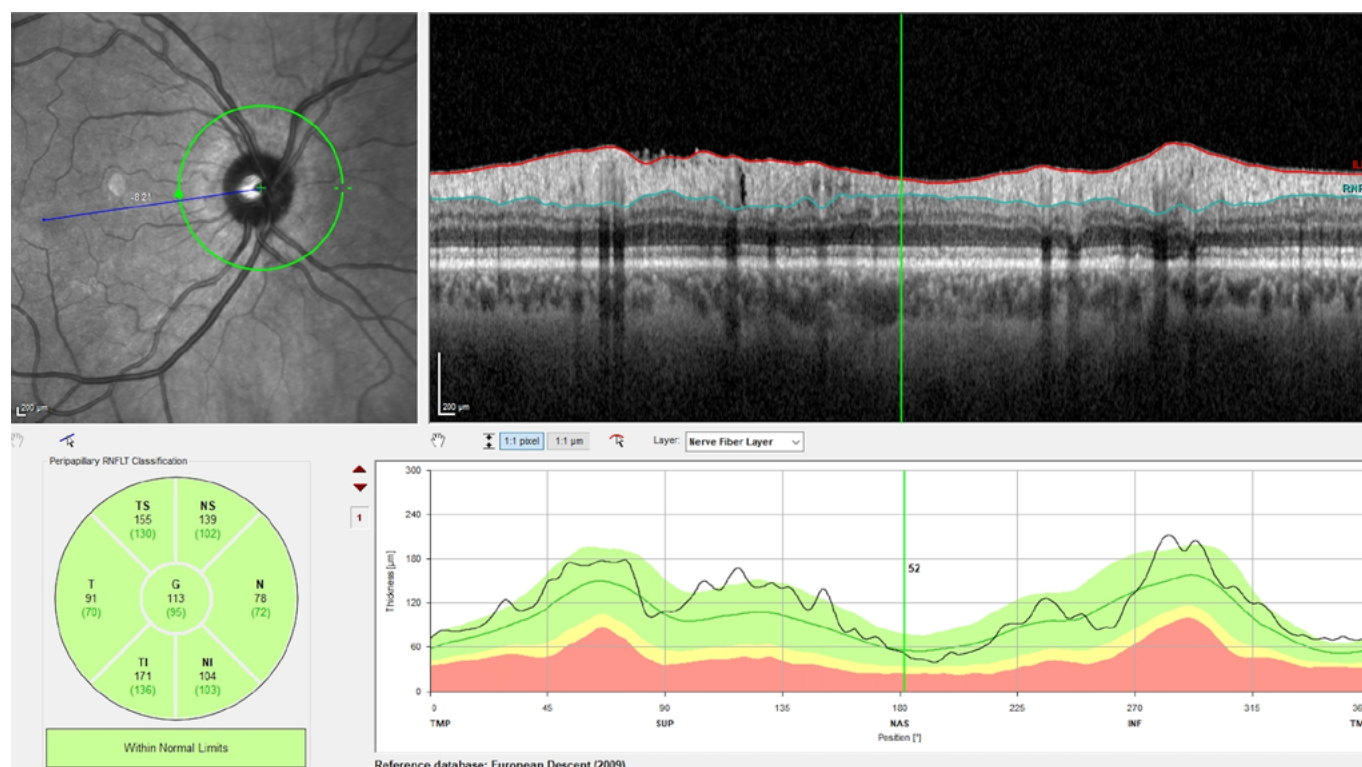 -8.21
200 µm
200 µm
RNF
1:1 pixel
1:1 µm
Layer:
Nerve Fiber Layer
Peripapillary RNFLT Classification
TS
155
(130)
NS
139
(102)
T
91
(70)
G
113
(95)
N
78
(72)
TI
171
(136)
NI
104
(103)
Within Normal Limits
1
Thickness [µm]
300
240
180
120
60
0
52
0 45 90 135 180 225 270 315 36
TMP SUP NAS INF TM
Position [°]
Reference database: European Descent (2009)